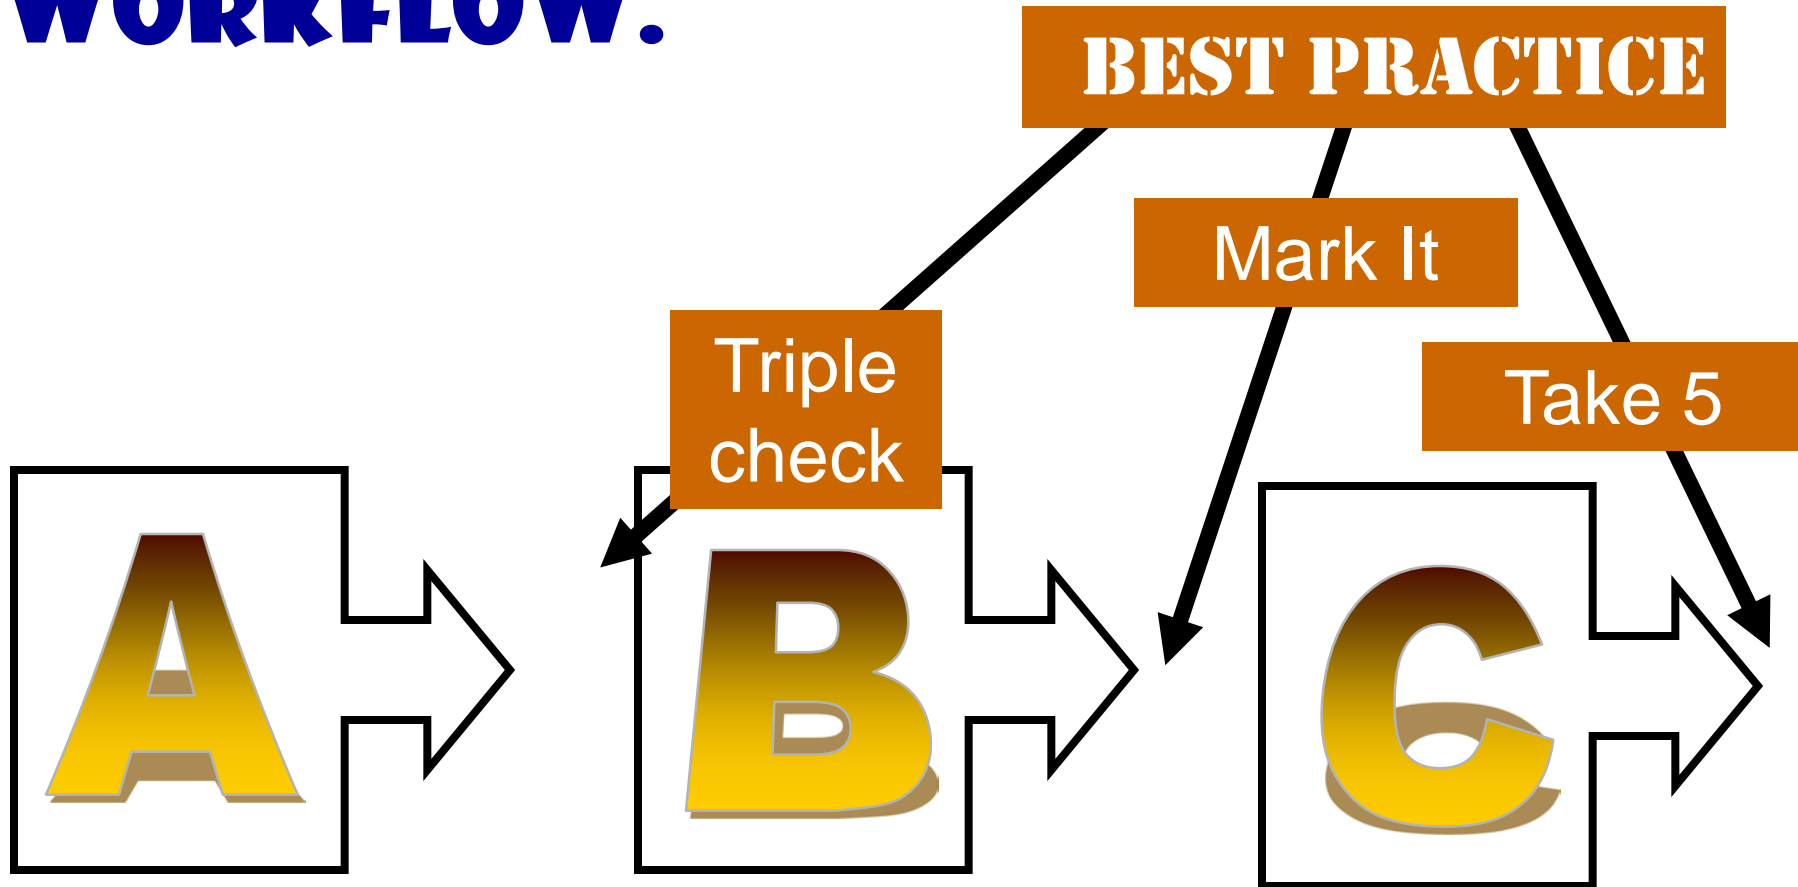 WORKFLOW.
BEST PRACTICE
Mark It
Triple
check
Take 5
A
B
C